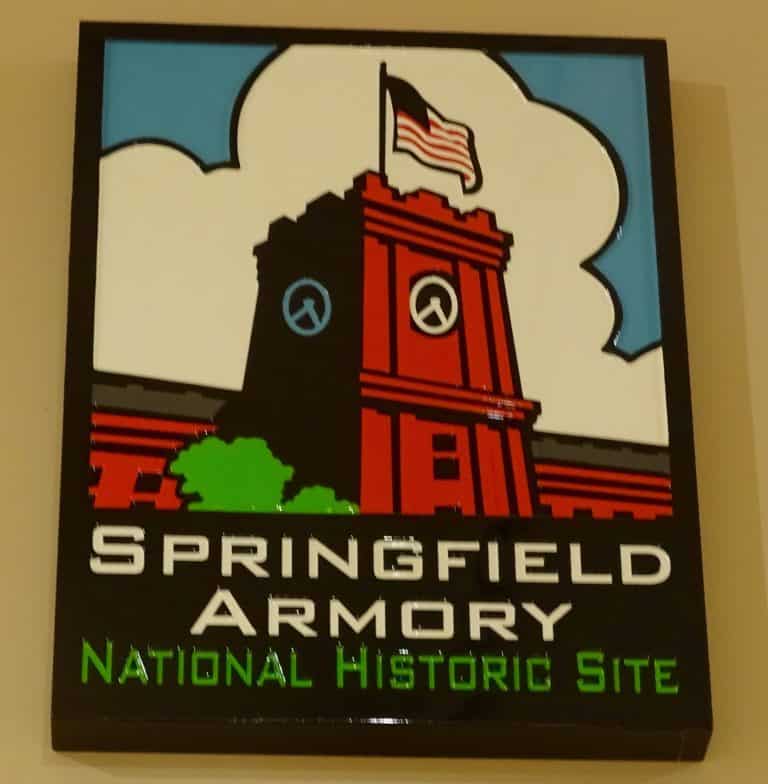 SPRINGFIELD
ARMORY
NATIONAL HISTORIC SITE